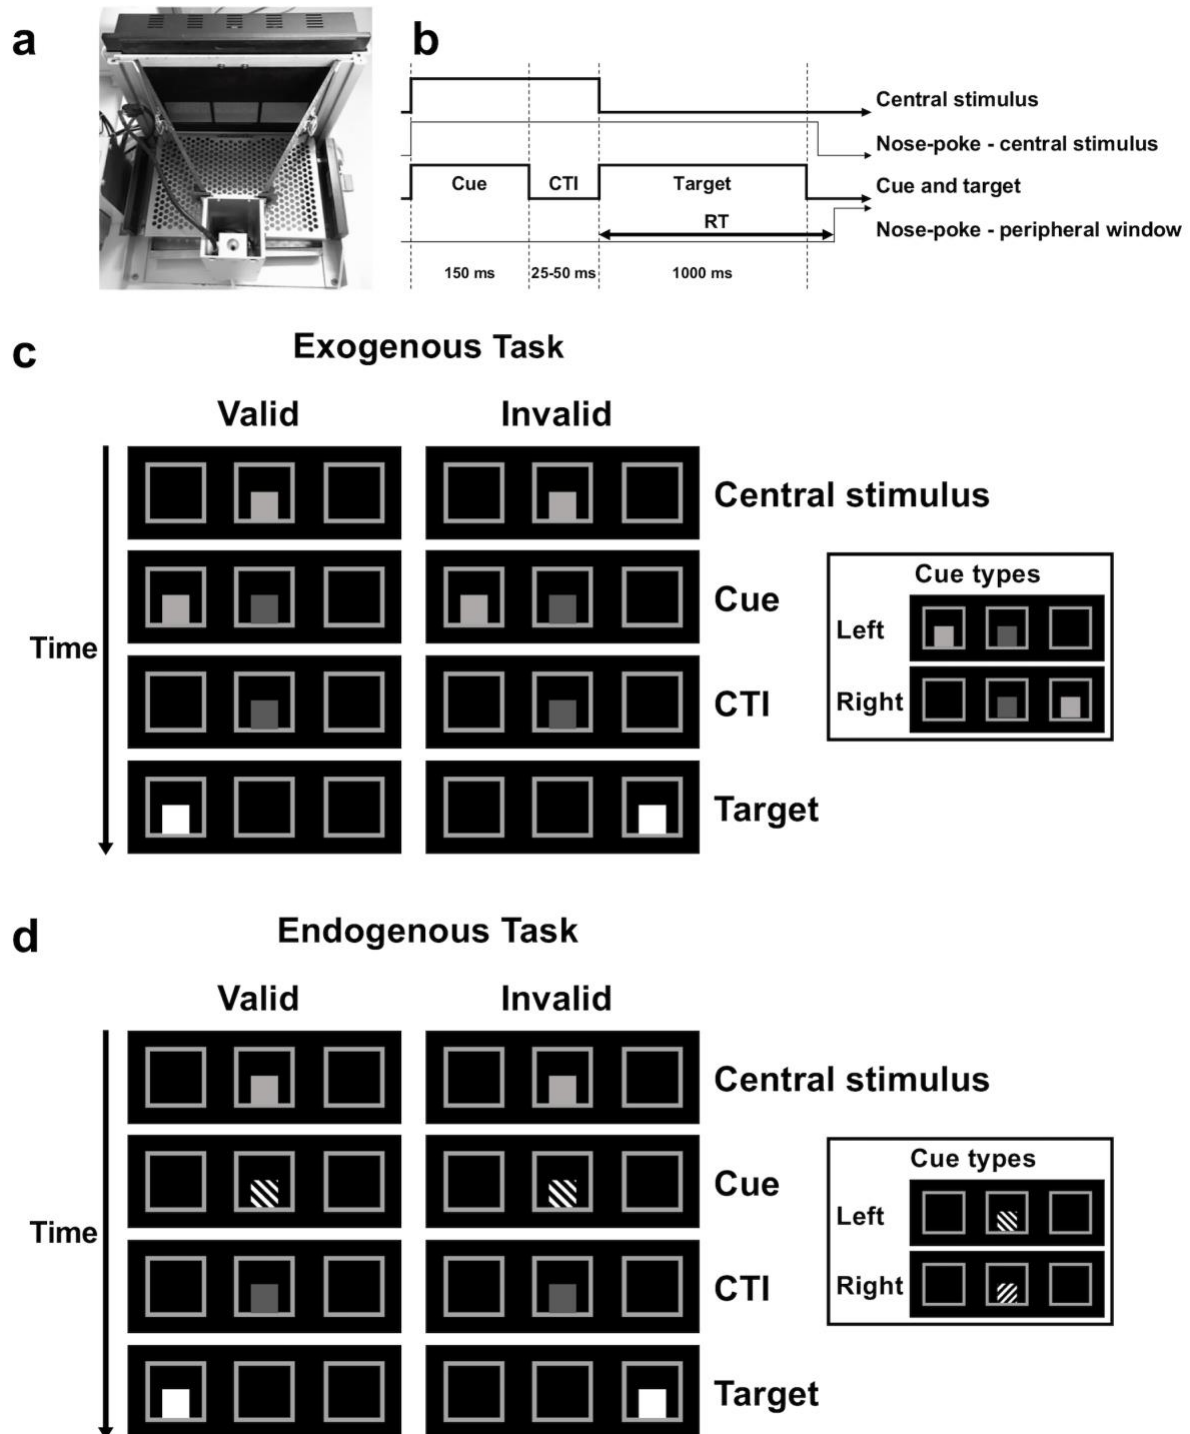 a
b
Central stimulus
Nose-poke - central stimulus
Cue
CTI
Target
Cue and target
RT
Nose-poke - peripheral window
150 ms
25-50 ms
1000 ms
c
Exogenous Task
Valid
Invalid
Central stimulus
Cue
Time
CTI
Target
Cue types
Left
Right
d
Endogenous Task
Valid
Invalid
Central stimulus
Cue
Time
CTI
Target
Cue types
Left
Right